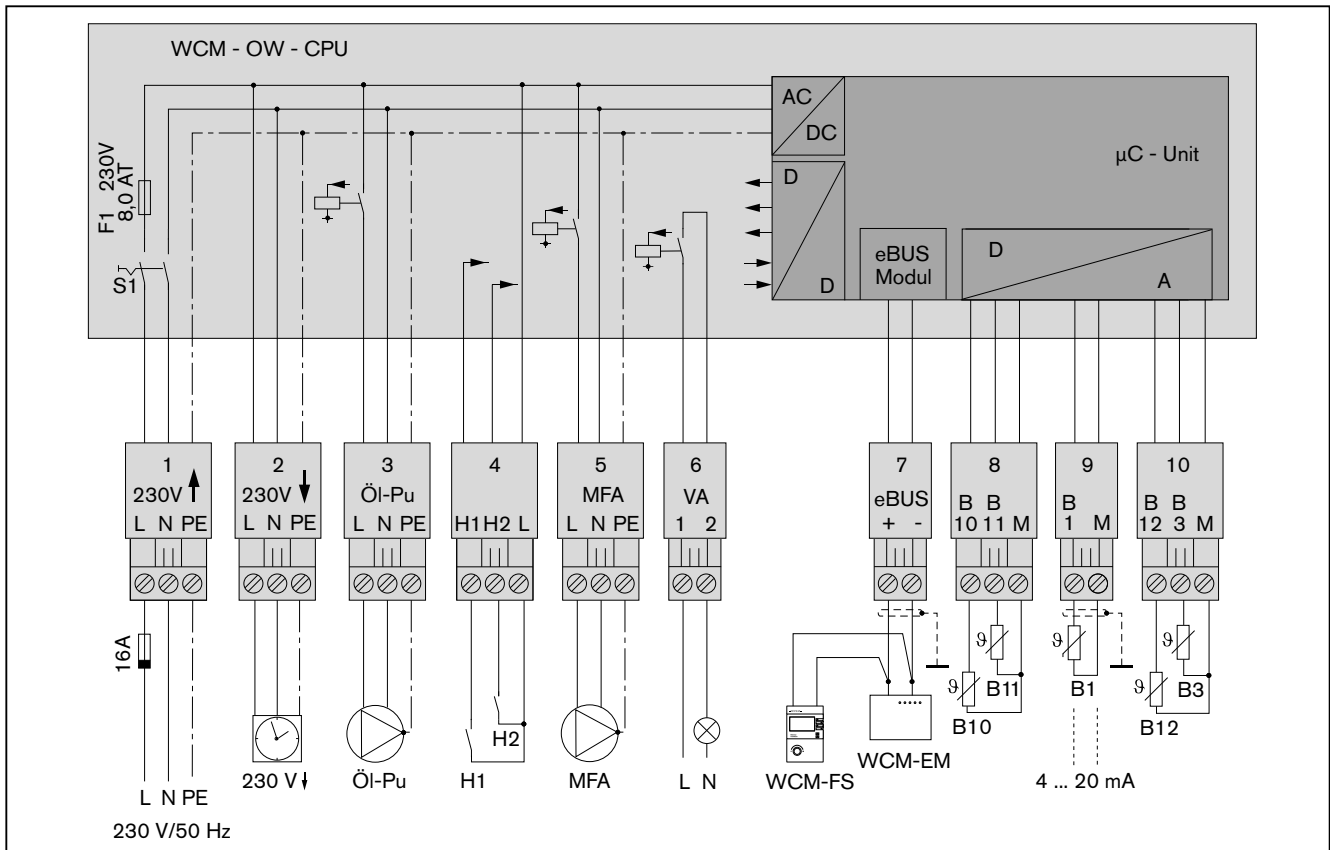 WCM - OW - CPU
AC
DC
µC - Unit
F1 230V
8,0 AT
S1
D
D
eBUS
Modul
D
A
1
230V
L N PE
2
230V
L N PE
3
Öl-Pu
L N PE
4
H1 H2 L
5
MFA
L N PE
6
VA
1 2
7
eBUS
+ -
8
B B
10 11 M
9
B
1 M
10
B B
12 3 M
16A
L N PE
230 V/50 Hz
230 V
Öl-Pu
H1
H2
MFA
L N
WCM-FS
WCM-EM
ϑ
ϑ
B11
B10
ϑ
B1
4 ... 20 mA
ϑ
ϑ
B3
B12